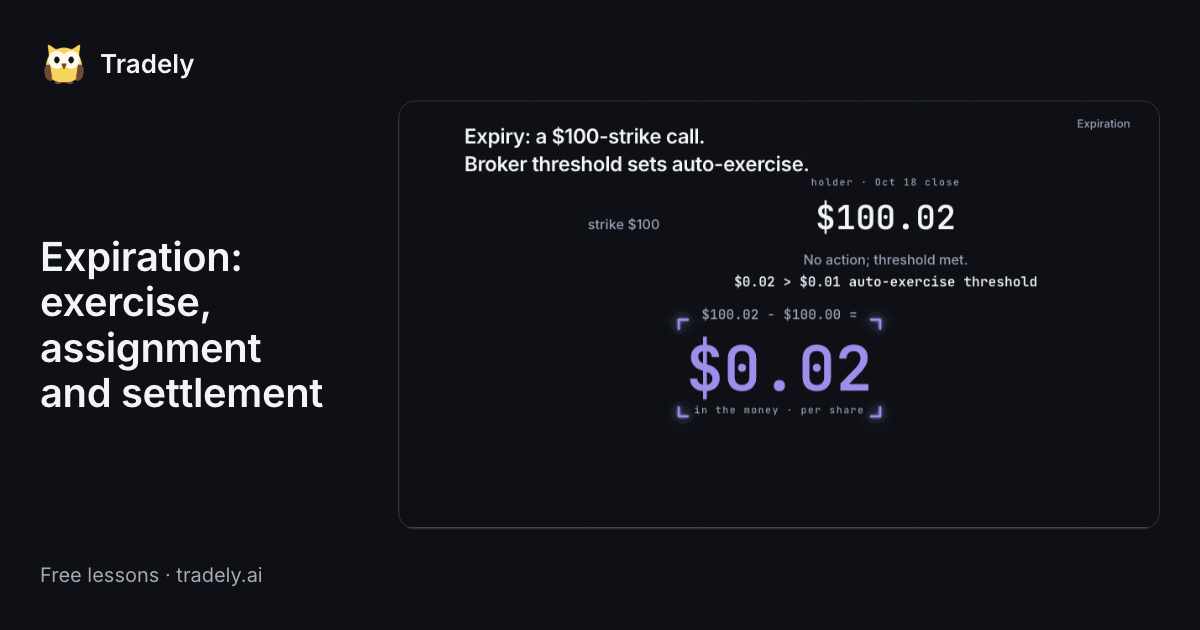 Tradely
Expiration:
exercise,
assignment
and settlement
Free lessons · tradely.ai
Expiration
Expiry: a $100-strike call.
Broker threshold sets auto-exercise.
holder · Oct 18 close
strike $100
$100.02
No action; threshold met.
$0.02 > $0.01 auto-exercise threshold
$100.02 - $100.00 =
$0.02
in the money · per share